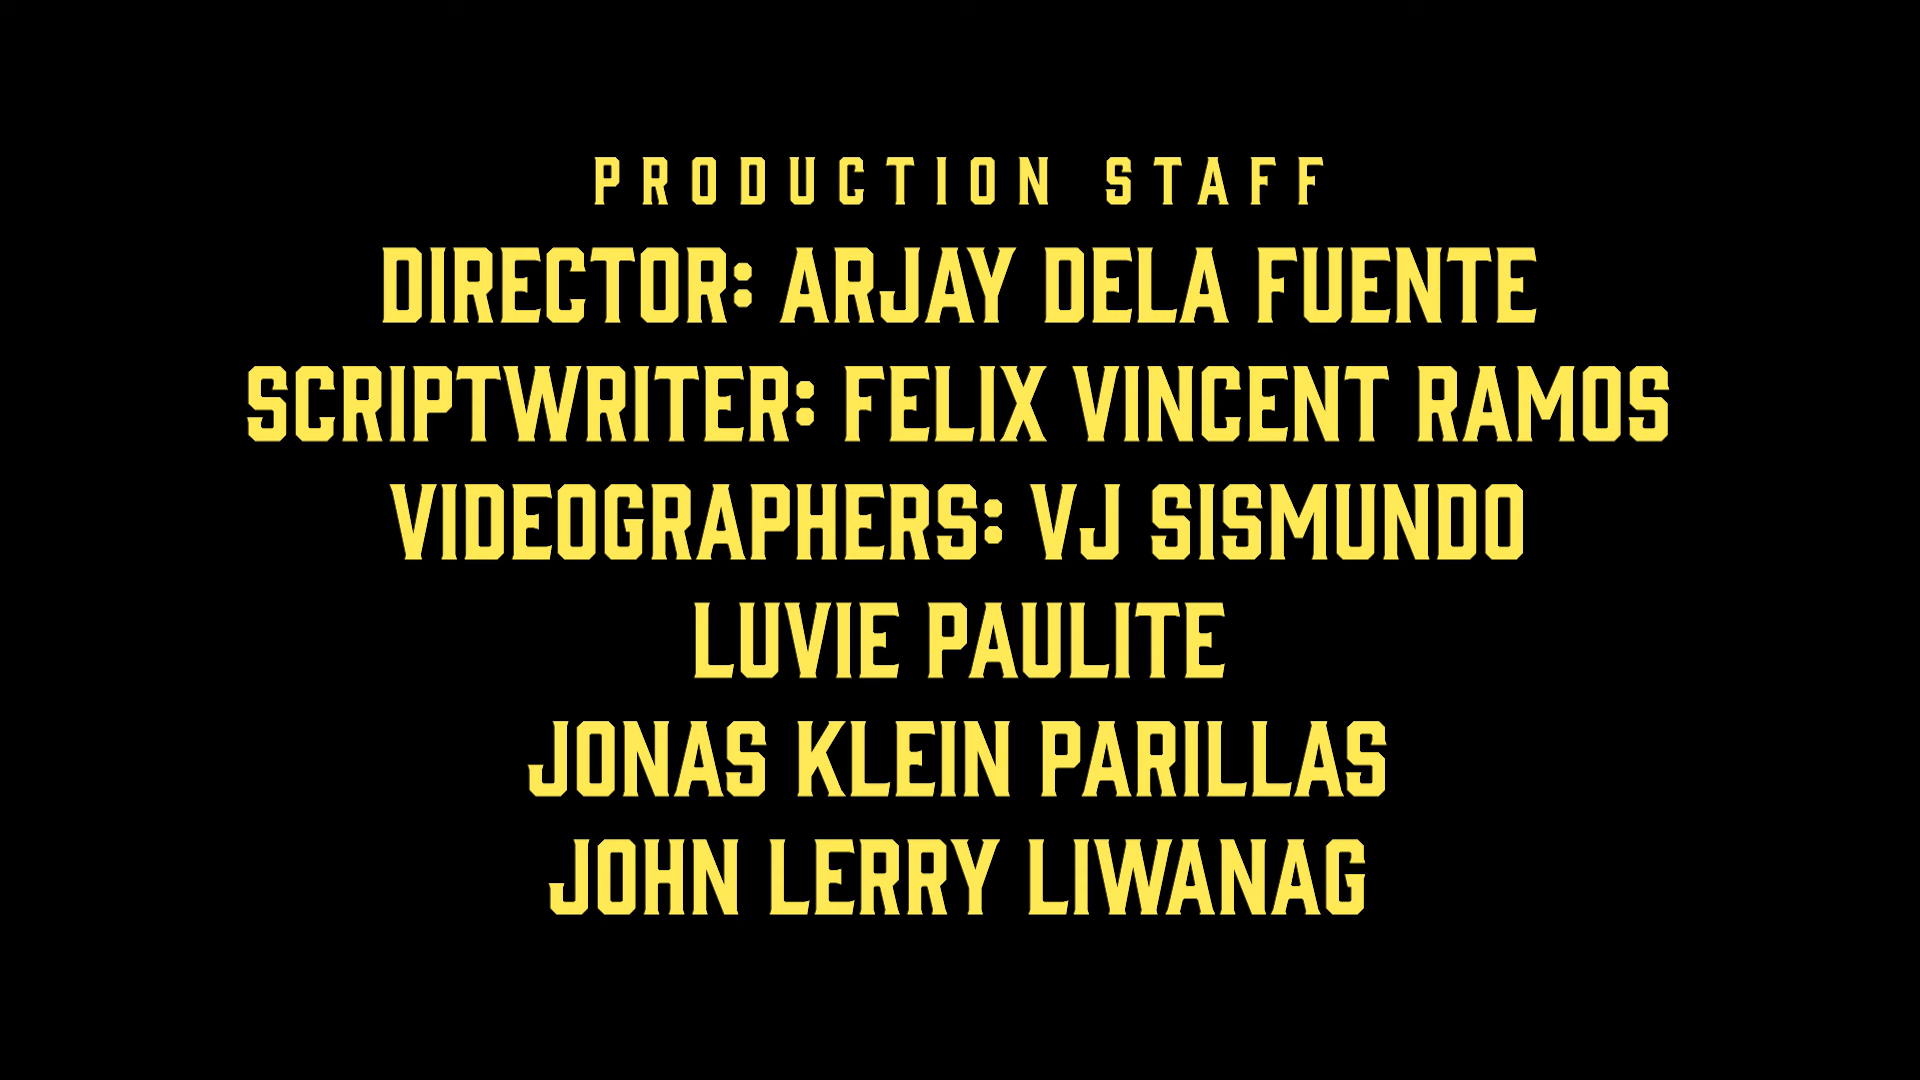 PRODUCTION STAFF
DIRECTOR: ARJAY DELA FUENTE
SCRIPTWRITER: FELIX VINCENT RAMOS
VIDEOGRAPHERS: VJ SISMUNDO
LUVIE PAULITE
JONAS KLEIN PARILLAS
JOHN LERRY LIWANAG